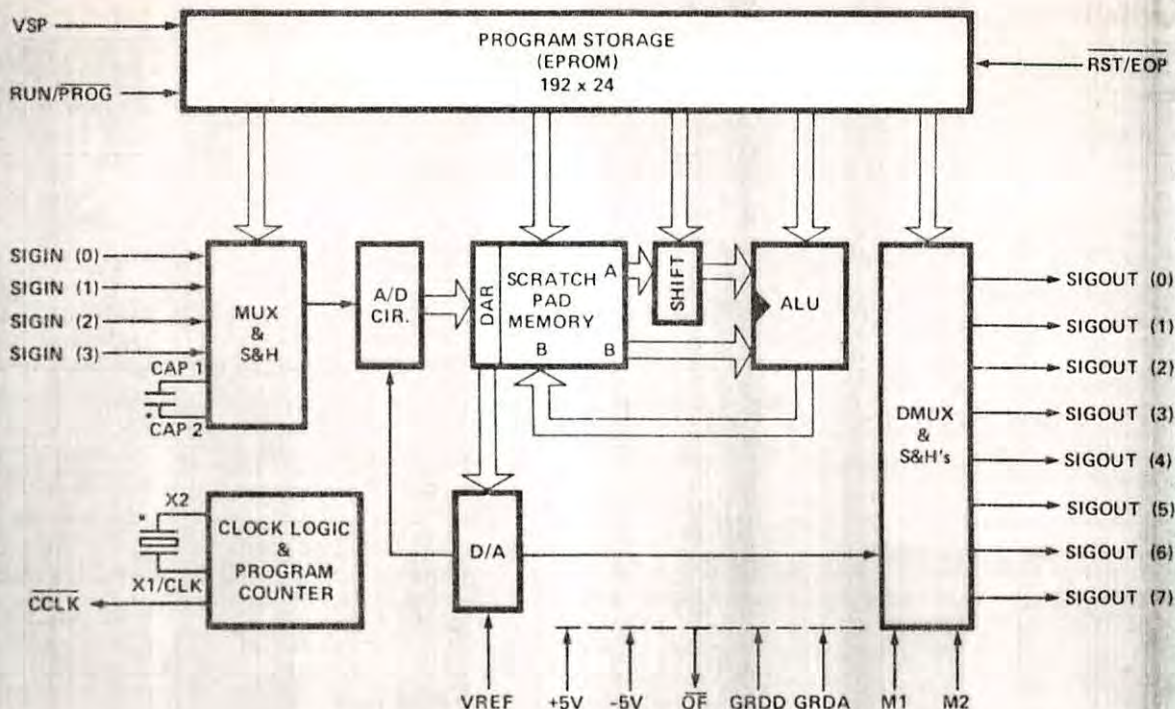 VSP
PROGRAM STORAGE
(EPROM)
192 x 24
RST/EOP
RUN/PROG
SIGIN (0)
SIGIN (1)
SIGIN (2)
SIGIN (3)
CAP 1
CAP 2
*
MUX
&
S&H
A/D
CIR.
DAR
SCRATCH
PAD
MEMORY
A
B
B
SHIFT
ALU
DMUX
&
S&H's
SIGOUT (0)
SIGOUT (1)
SIGOUT (2)
SIGOUT (3)
SIGOUT (4)
SIGOUT (5)
SIGOUT (6)
SIGOUT (7)
X2
*
X1/CLK
CCLK
CLOCK LOGIC
&
PROGRAM
COUNTER
D/A
VREF
+5V
-5V
OF
GRDD
GRDA
M1
M2